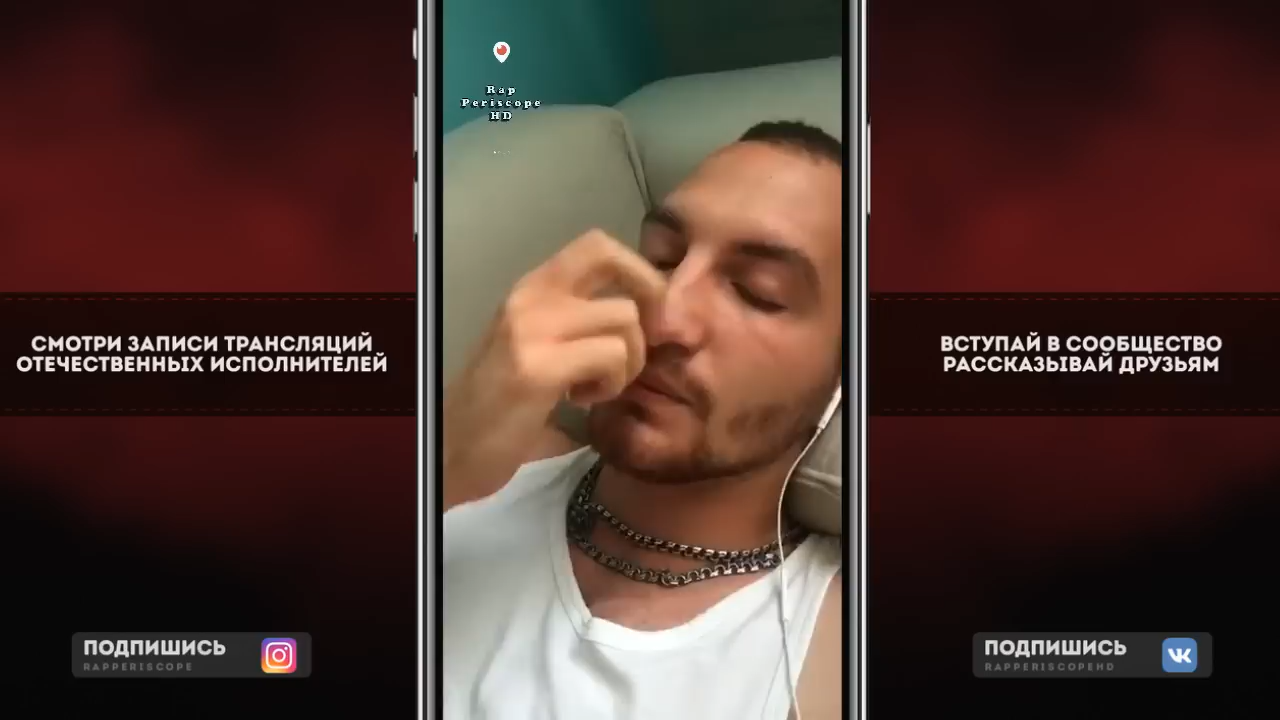 Rap
Periscope
HD
СМОТРИ ЗАПИСИ ТРАНСЛЯЦИЙ
ОТЕЧЕСТВЕННЫХ ИСПОЛНИТЕЛЕЙ
ВСТУПАЙ В СООБЩЕСТВО
РАССКАЗЫВАЙ ДРУЗЬЯМ
ПОДПИШИСЬ
RAPPERISCOPE
ПОДПИШИСЬ
RAPPERISCOPEHD